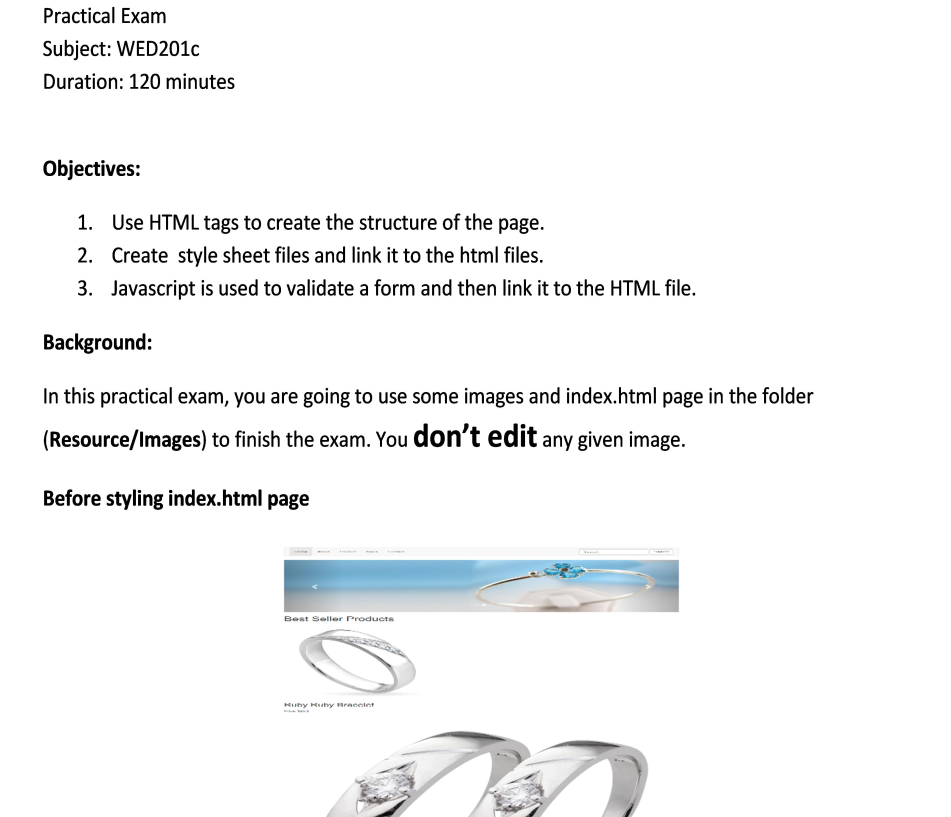 Practical Exam
Subject: WED201c
Duration: 120 minutes
Objectives:
1. Use HTML tags to create the structure of the page.
2. Create  style sheet files and link it to the html files.
3. Javascript is used to validate a form and then link it to the HTML file.
Background:
In this practical exam, you are going to use some images and index.html page in the folder
(Resource/Images) to finish the exam. You don't edit any given image.
Before styling index.html page
Best Seller Products
Ruby Ruby Bracelet